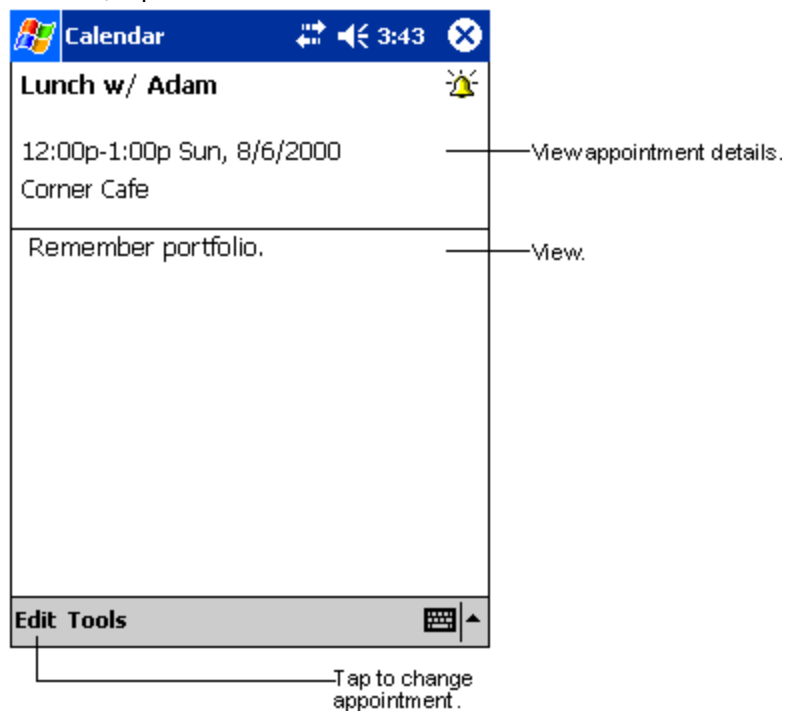 Calendar 3:43
Lunch w/ Adam
12:00p-1:00p Sun, 8/6/2000
View appointment details.
Corner Cafe
Remember portfolio.
View.
Edit Tools
Tap to change
appointment.